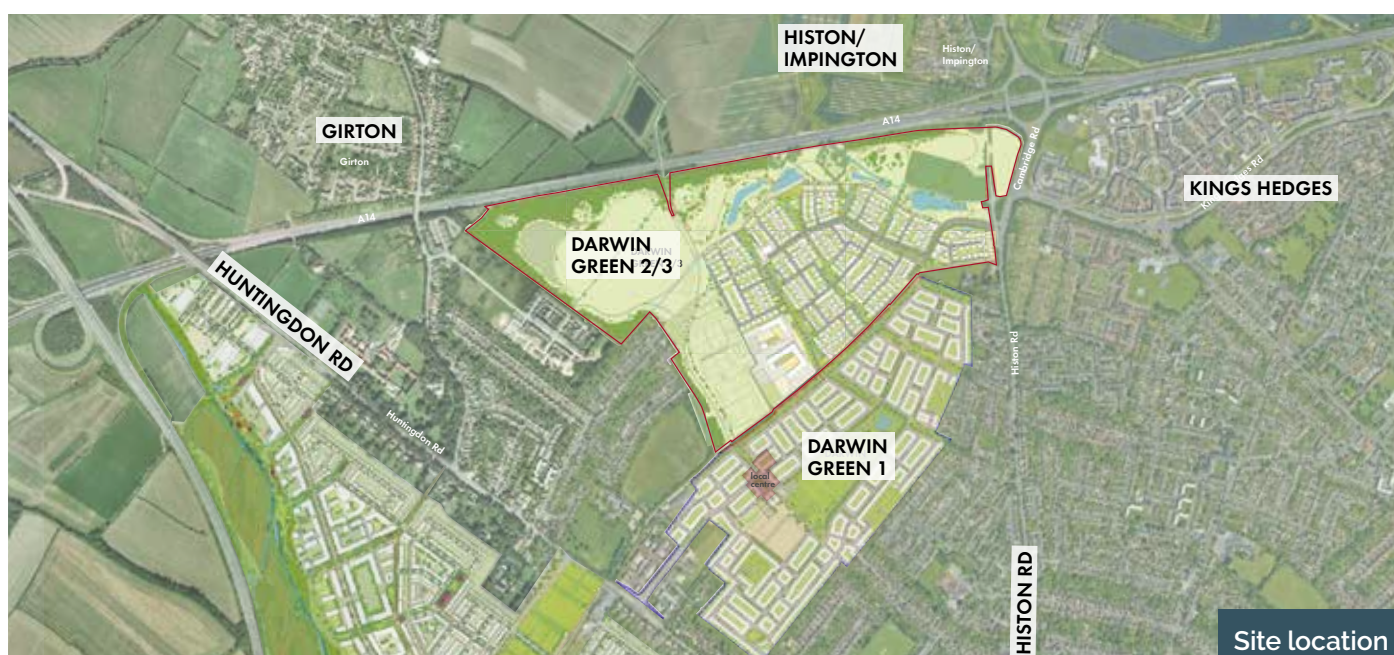 HISTON/
IMPINGTON
Histon/
Impington
GIRTON
Girton
A14
A14
Cambridge Rd
KINGS HEDGES
DARWIN
GREEN 2/3
HUNTINGDON RD
Huntingdon Rd
Histon Rd
DARWIN
GREEN 1
local
centre
HISTON RD
Site location